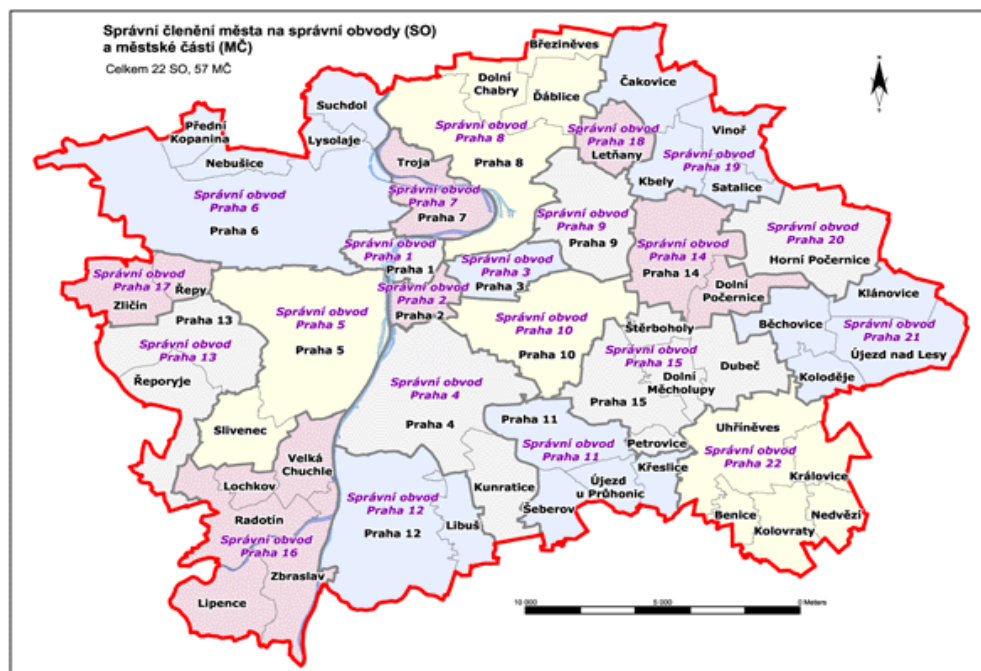 Správní členění města na správní obvody (SO)
a městské části (MČ)
Celkem 22 SO, 57 MČ
Březiněves
Dolní
Chabry
Ďáblice
Čakovice
Suchdol
Lysolaje
Přední
Kopanina
Nebušice
Správní obvod
Praha 6
Praha 6
Troja
Správní obvod
Praha 7
Praha 7
Správní obvod
Praha 8
Praha 8
Správní obvod
Praha 18
Letňany
Vinoř
Správní obvod
Praha 19
Kbely
Satalice
Správní obvod
Praha 9
Praha 9
Správní obvod
Praha 20
Horní Počernice
Správní obvod
Praha 14
Praha 14
Dolní
Počernice
Správní obvod
Praha 1
Praha 1
Správní obvod
Praha 3
Praha 3
Správní obvod
Praha 2
Praha 2
Správní obvod
Praha 17
Zličín
Řepy
Praha 13
Správní obvod
Praha 13
Řeporyje
Správní obvod
Praha 5
Praha 5
Správní obvod
Praha 10
Praha 10
Štěrboholy
Správní obvod
Praha 15
Dolní
Měcholupy
Praha 15
Dubeč
Petrovice
Klánovice
Běchovice
Správní obvod
Praha 21
Újezd nad Lesy
Koloděje
Správní obvod
Praha 4
Praha 4
Kunratice
Praha 11
Správní obvod
Praha 11
Křeslice
Újezd
u Průhonic
Šeberov
Uhříněves
Správní obvod
Praha 22
Královice
Benice
Kolovraty
Nedvězí
Slivenec
Velká
Chuchle
Lochkov
Radotín
Správní obvod
Praha 16
Zbraslav
Lipence
Správní obvod
Praha 12
Praha 12
Libuš
10 000
5 000
0 Meters